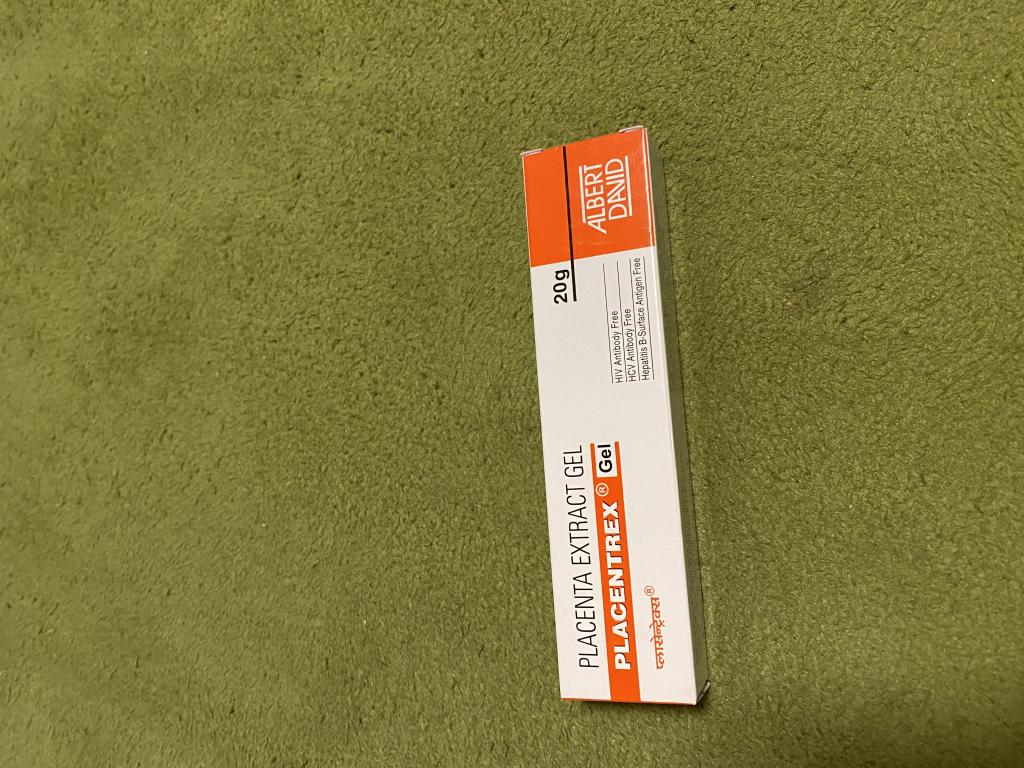 PLACENTA EXTRACT GEL
PLACENTREX® Gel
प्लासेन्ट्रेक्स®
HIV Antibody Free
HCV Antibody Free
Hepatitis B-Surface Antigen Free
20g
ALBERT
DAVID